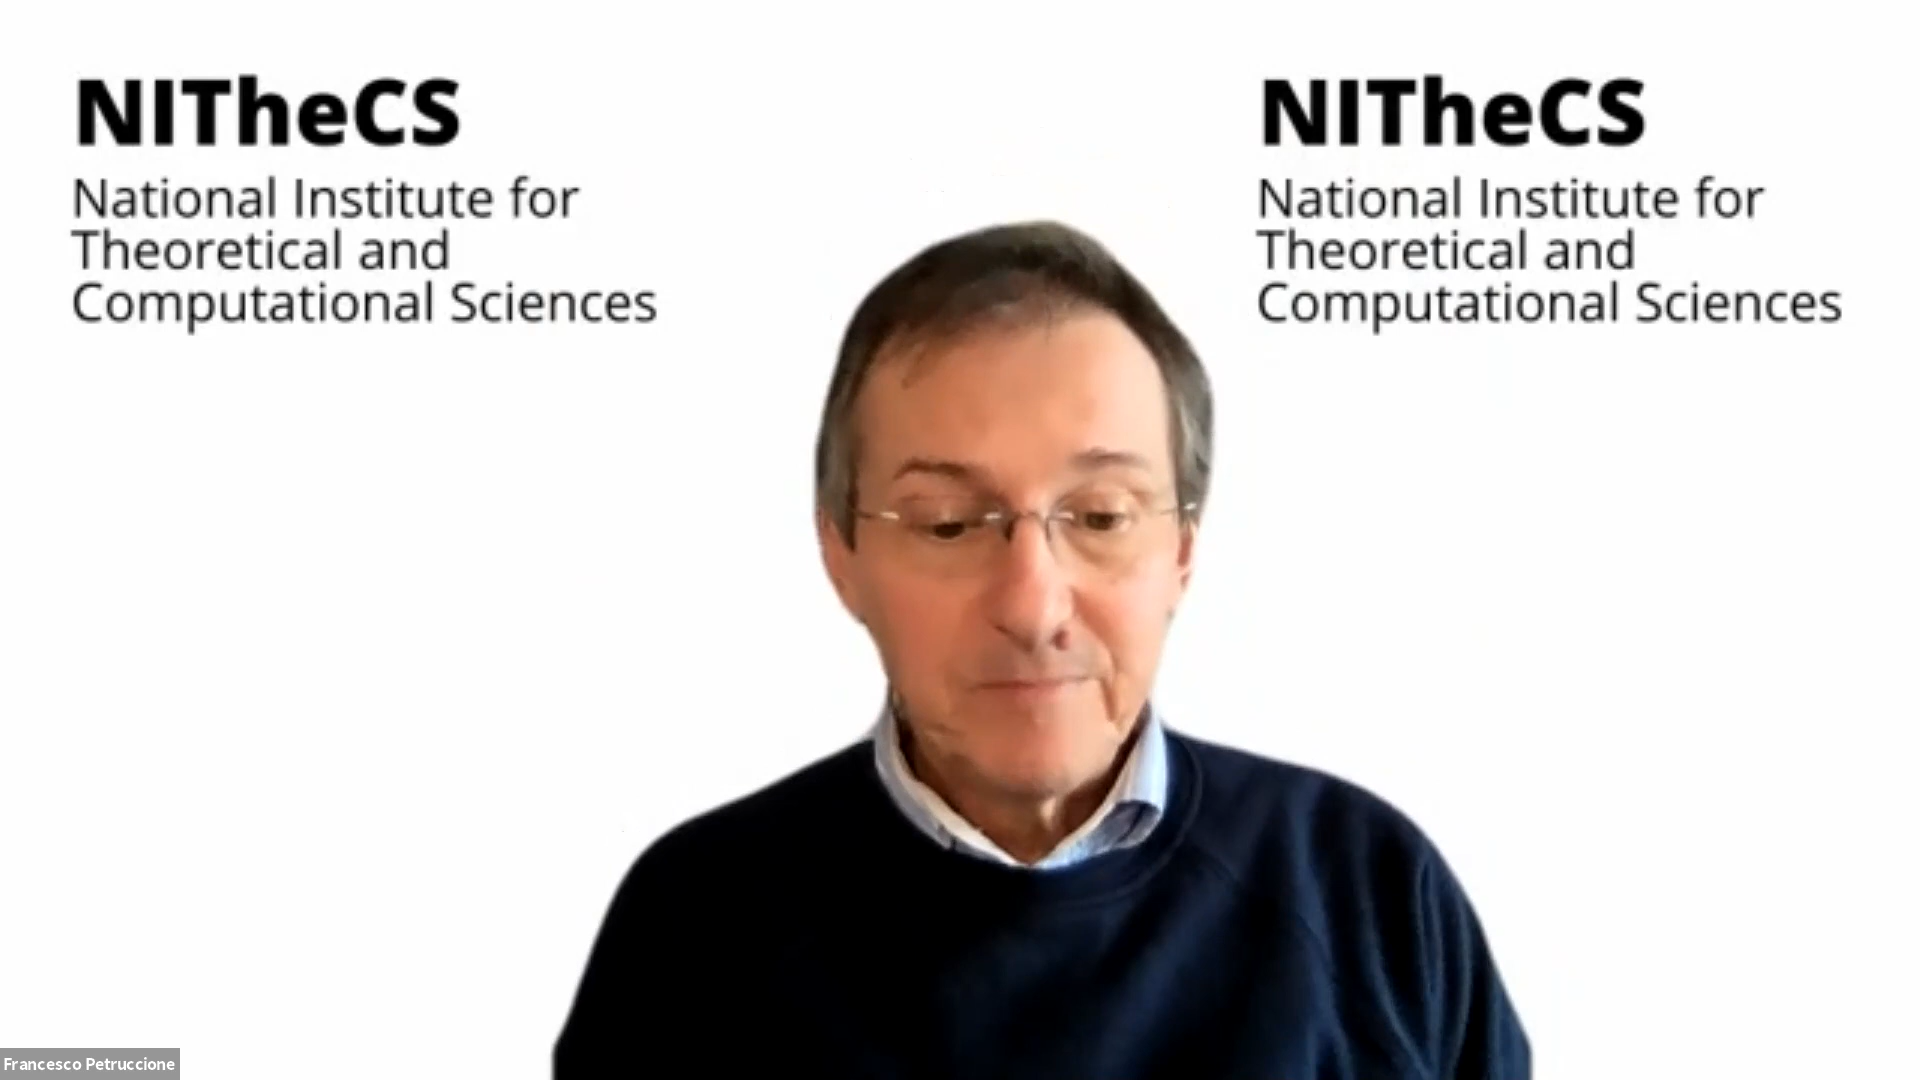 NITheCS
National Institute for
Theoretical and
Computational Sciences
NITheCS
National Institute for
Theoretical and
Computational Sciences
Francesco Petruccione